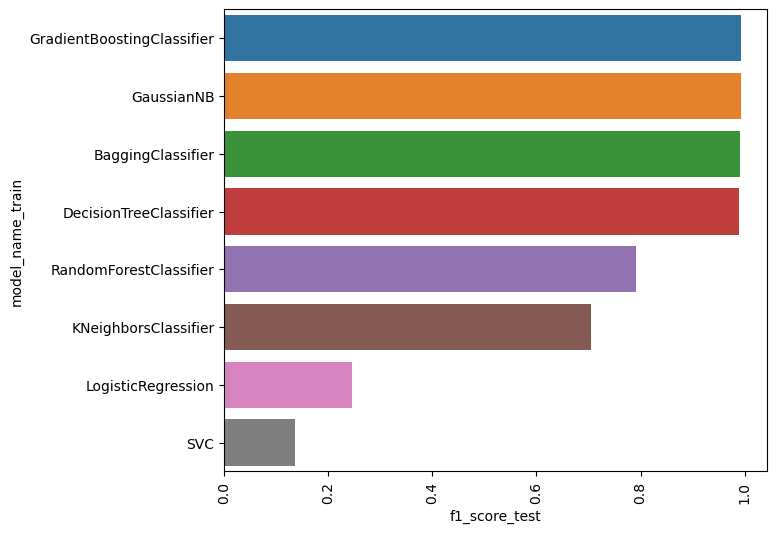 GradientBoostingClassifier
GaussianNB
BaggingClassifier
DecisionTreeClassifier
RandomForestClassifier
KNeighborsClassifier
LogisticRegression
SVC
model_name_train
0.0
0.2
0.4
0.6
0.8
1.0
f1_score_test